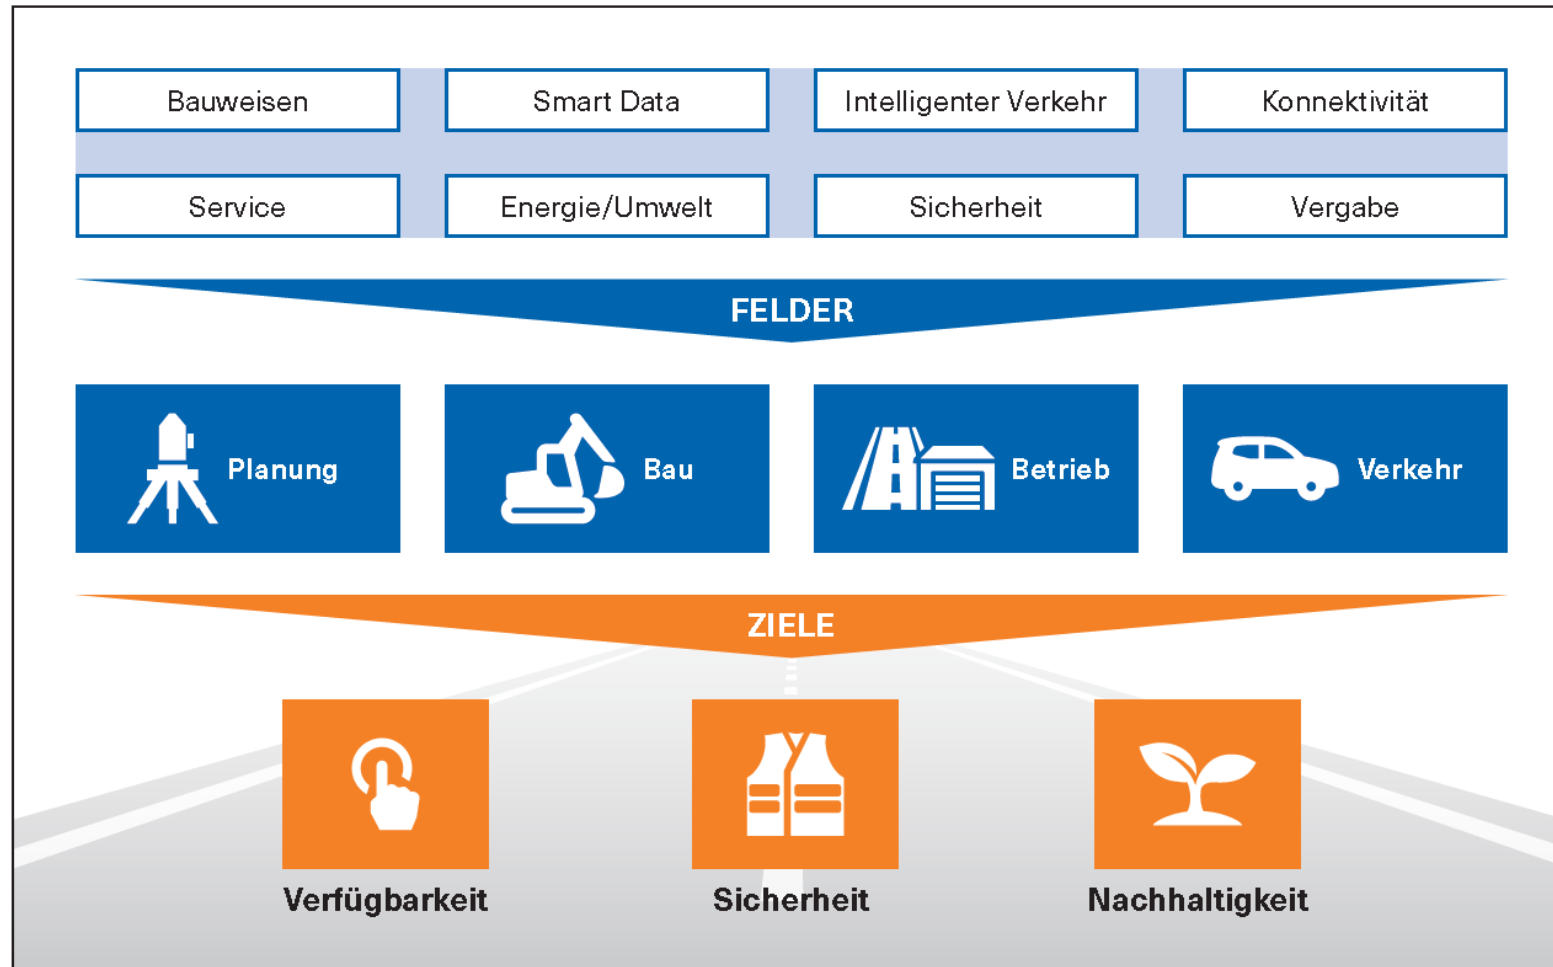 Bauweisen
Smart Data
Intelligenter Verkehr
Konnektivität
Service
Energie/Umwelt
Sicherheit
Vergabe
FELDER
Planung
Bau
Betrieb
Verkehr
ZIELE
Verfügbarkeit
Sicherheit
Nachhaltigkeit